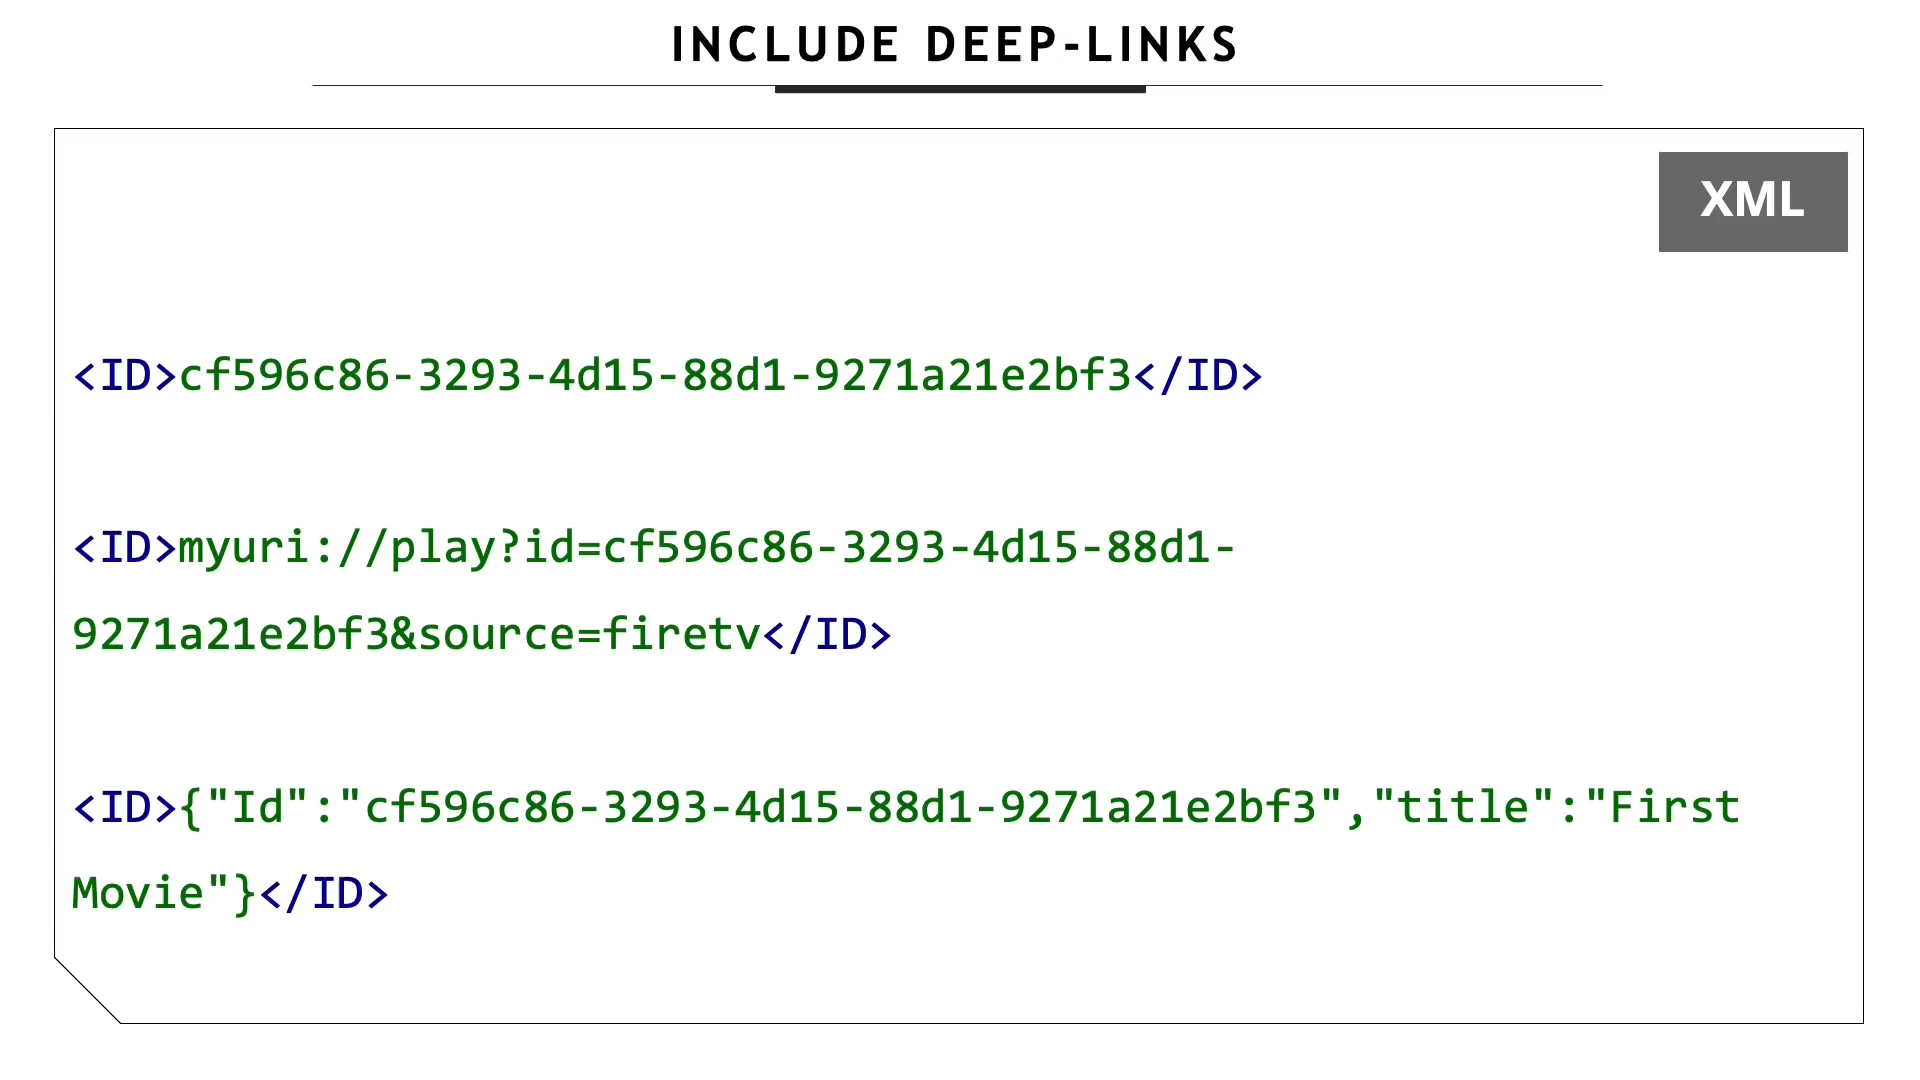 INCLUDE DEEP-LINKS
XML
<ID>cf596c86-3293-4d15-88d1-9271a21e2bf3</ID>
<ID>myuri://play?id=cf596c86-3293-4d15-88d1-
9271a21e2bf3&source=firetv</ID>
<ID>{"Id":"cf596c86-3293-4d15-88d1-9271a21e2bf3","title":"First
Movie"}</ID>